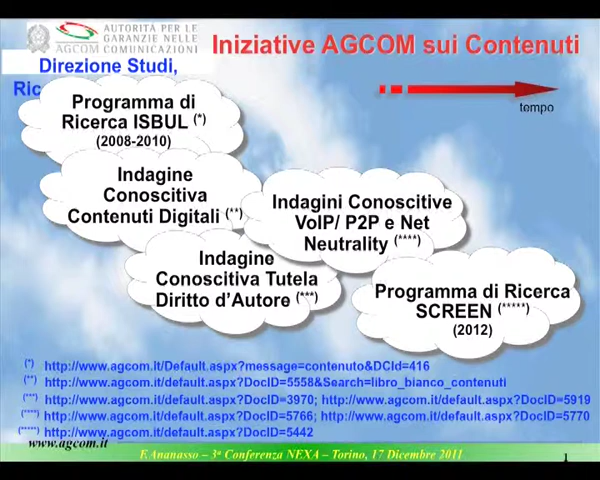 AUTORITÀ PER LE
GARANZIE NELLE
AGCOM COMUNICAZIONI
Iniziative AGCOM sui Contenuti
Direzione Studi,
Ric
tempo
Programma di
Ricerca ISBUL (*)
(2008-2010)
Indagine
Conoscitiva
Contenuti Digitali (**)
Indagini Conoscitive
VoIP/ P2P e Net
Neutrality (****)
Indagine
Conoscitiva Tutela
Diritto d'Autore (***)
Programma di Ricerca
SCREEN (*****)
(2012)
(*) http://www.agcom.It/Default.aspx?message=contenuto&DCId=416
(**) http://www.agcom.it/default.aspx?DocID=5558&Search=libro_bianco_contenuti
(***) http://www.agcom.it/default.aspx?DocID=3970; http://www.agcom.it/default.aspx?DocID=5919
(****) http://www.agcom.it/default.aspx?DocID=5766; http://www.agcom.it/default.aspx?DocID=5770
(*****) http://www.agcom.it/default.aspx?DocID=5442
www.agcom.it
F.Ananasso – 3ª Conferenza NEXA – Torino, 17 Dicembre 2011
1